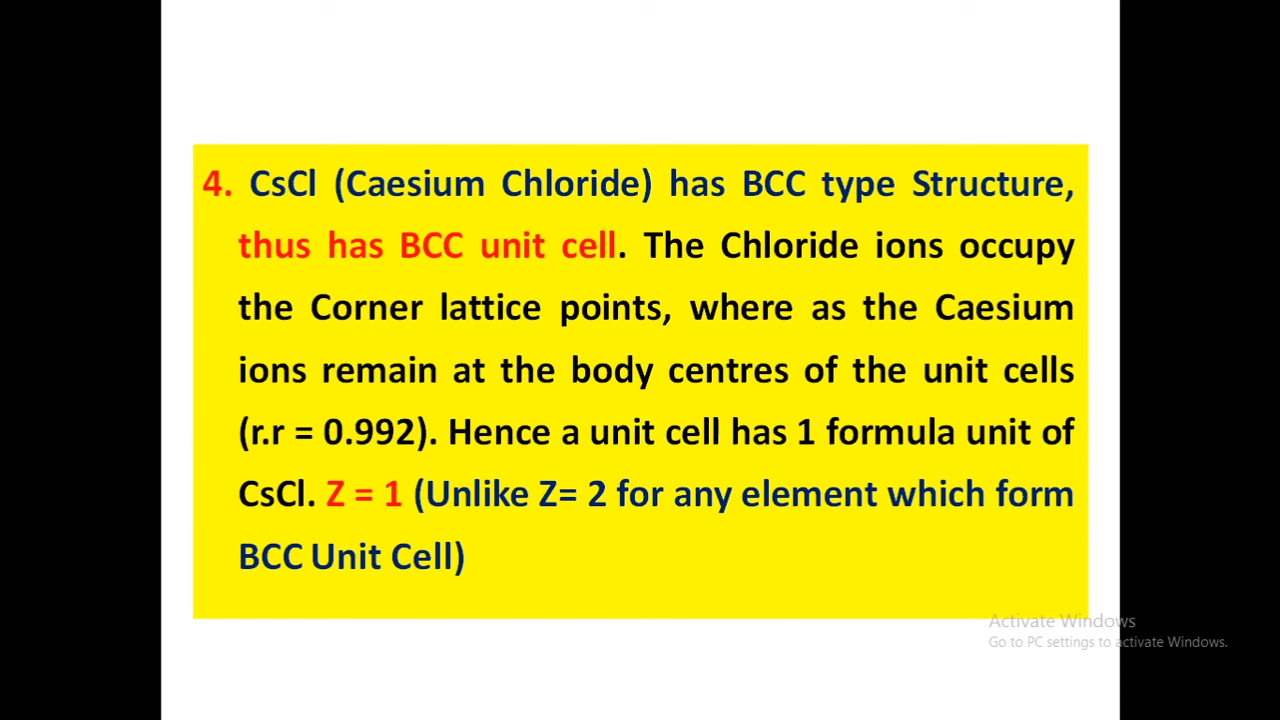 4. CsCl (Caesium Chloride) has BCC type Structure,
thus has BCC unit cell. The Chloride ions occupy
the Corner lattice points, where as the Caesium
ions remain at the body centres of the unit cells
(r.r = 0.992). Hence a unit cell has 1 formula unit of
CsCl. Z = 1 (Unlike Z= 2 for any element which form
BCC Unit Cell)
Activate Windows
Go to PC settings to activate Windows.